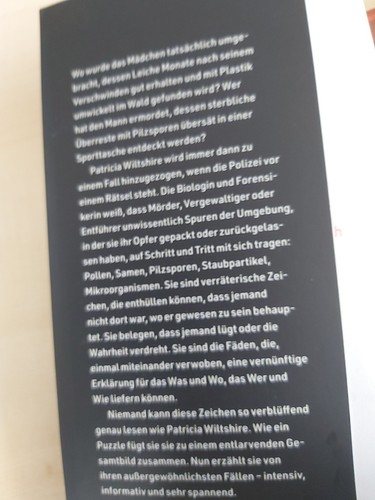 Wo wurde das Mädchen tatsächlich umge-
bracht, dessen Leiche Monate nach seinem
Verschwinden gut erhalten und mit Plastik
umwickelt im Wald gefunden wird? Wer
hat den Mann ermordet, dessen sterbliche
Überreste mit Pilzsporen übersät in einer
Sporttasche entdeckt werden?
Patricia Wiltshire wird immer dann zu
einem Fall hinzugezogen, wenn die Polizei vor
einem Rätsel steht. Die Biologin und Forensi-
kerin weiß, dass Mörder, Vergewaltiger oder
Entführer unwissentlich Spuren der Umgebung,
in der sie ihr Opfer gepackt oder zurückgelas-
sen haben, auf Schritt und Tritt mit sich tragen:
Pollen, Samen, Pilzsporen, Staubpartikel,
Mikroorganismen. Sie sind verräterische Zei-
chen, die enthüllen können, dass jemand
nicht dort war, wo er gewesen zu sein behaup-
tet. Sie belegen, dass jemand lügt oder die
Wahrheit verdreht. Sie sind die Fäden, die,
einmal miteinander verwoben, eine vernünftige
Erklärung für das Was und Wo, das Wer und
Wie liefern können.
Niemand kann diese Zeichen so verblüffend
genau lesen wie Patricia Wiltshire. Wie ein
Puzzle fügt sie sie zu einem entlarvenden Ge-
samtbild zusammen. Nun erzählt sie von
ihren außergewöhnlichsten Fällen – intensiv,
informativ und sehr spannend.